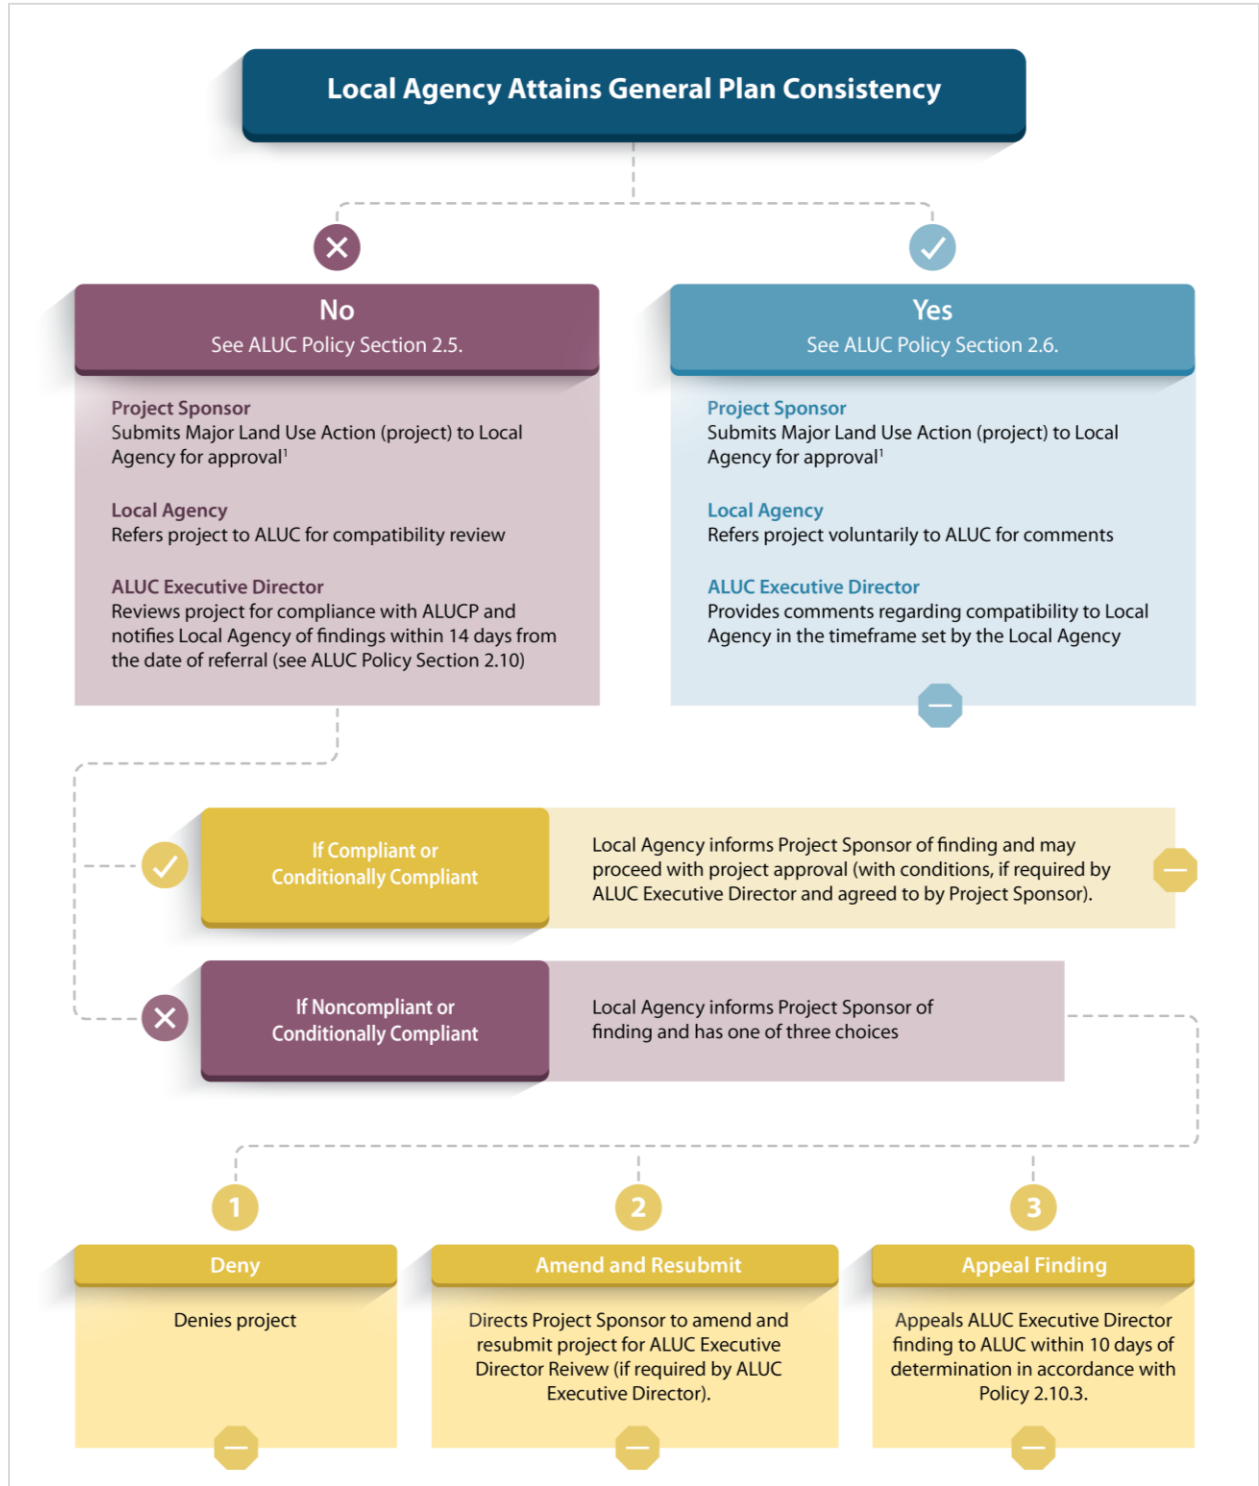 Local Agency Attains General Plan Consistency
No
See ALUC Policy Section 2.5.
Project Sponsor
Submits Major Land Use Action (project) to Local
Agency for approval¹
Local Agency
Refers project to ALUC for compatibility review
ALUC Executive Director
Reviews project for compliance with ALUCP and
notifies Local Agency of findings within 14 days from
the date of referral (see ALUC Policy Section 2.10)
Yes
See ALUC Policy Section 2.6.
Project Sponsor
Submits Major Land Use Action (project) to Local
Agency for approval¹
Local Agency
Refers project voluntarily to ALUC for comments
ALUC Executive Director
Provides comments regarding compatibility to Local
Agency in the timeframe set by the Local Agency
If Compliant or
Conditionally Compliant
Local Agency informs Project Sponsor of finding and may
proceed with project approval (with conditions, if required by
ALUC Executive Director and agreed to by Project Sponsor).
If Noncompliant or
Conditionally Compliant
Local Agency informs Project Sponsor of
finding and has one of three choices
1
Deny
Denies project
2
Amend and Resubmit
Directs Project Sponsor to amend and
resubmit project for ALUC Executive
Director Reivew (if required by ALUC
Executive Director).
3
Appeal Finding
Appeals ALUC Executive Director
finding to ALUC within 10 days of
determination in accordance with
Policy 2.10.3.